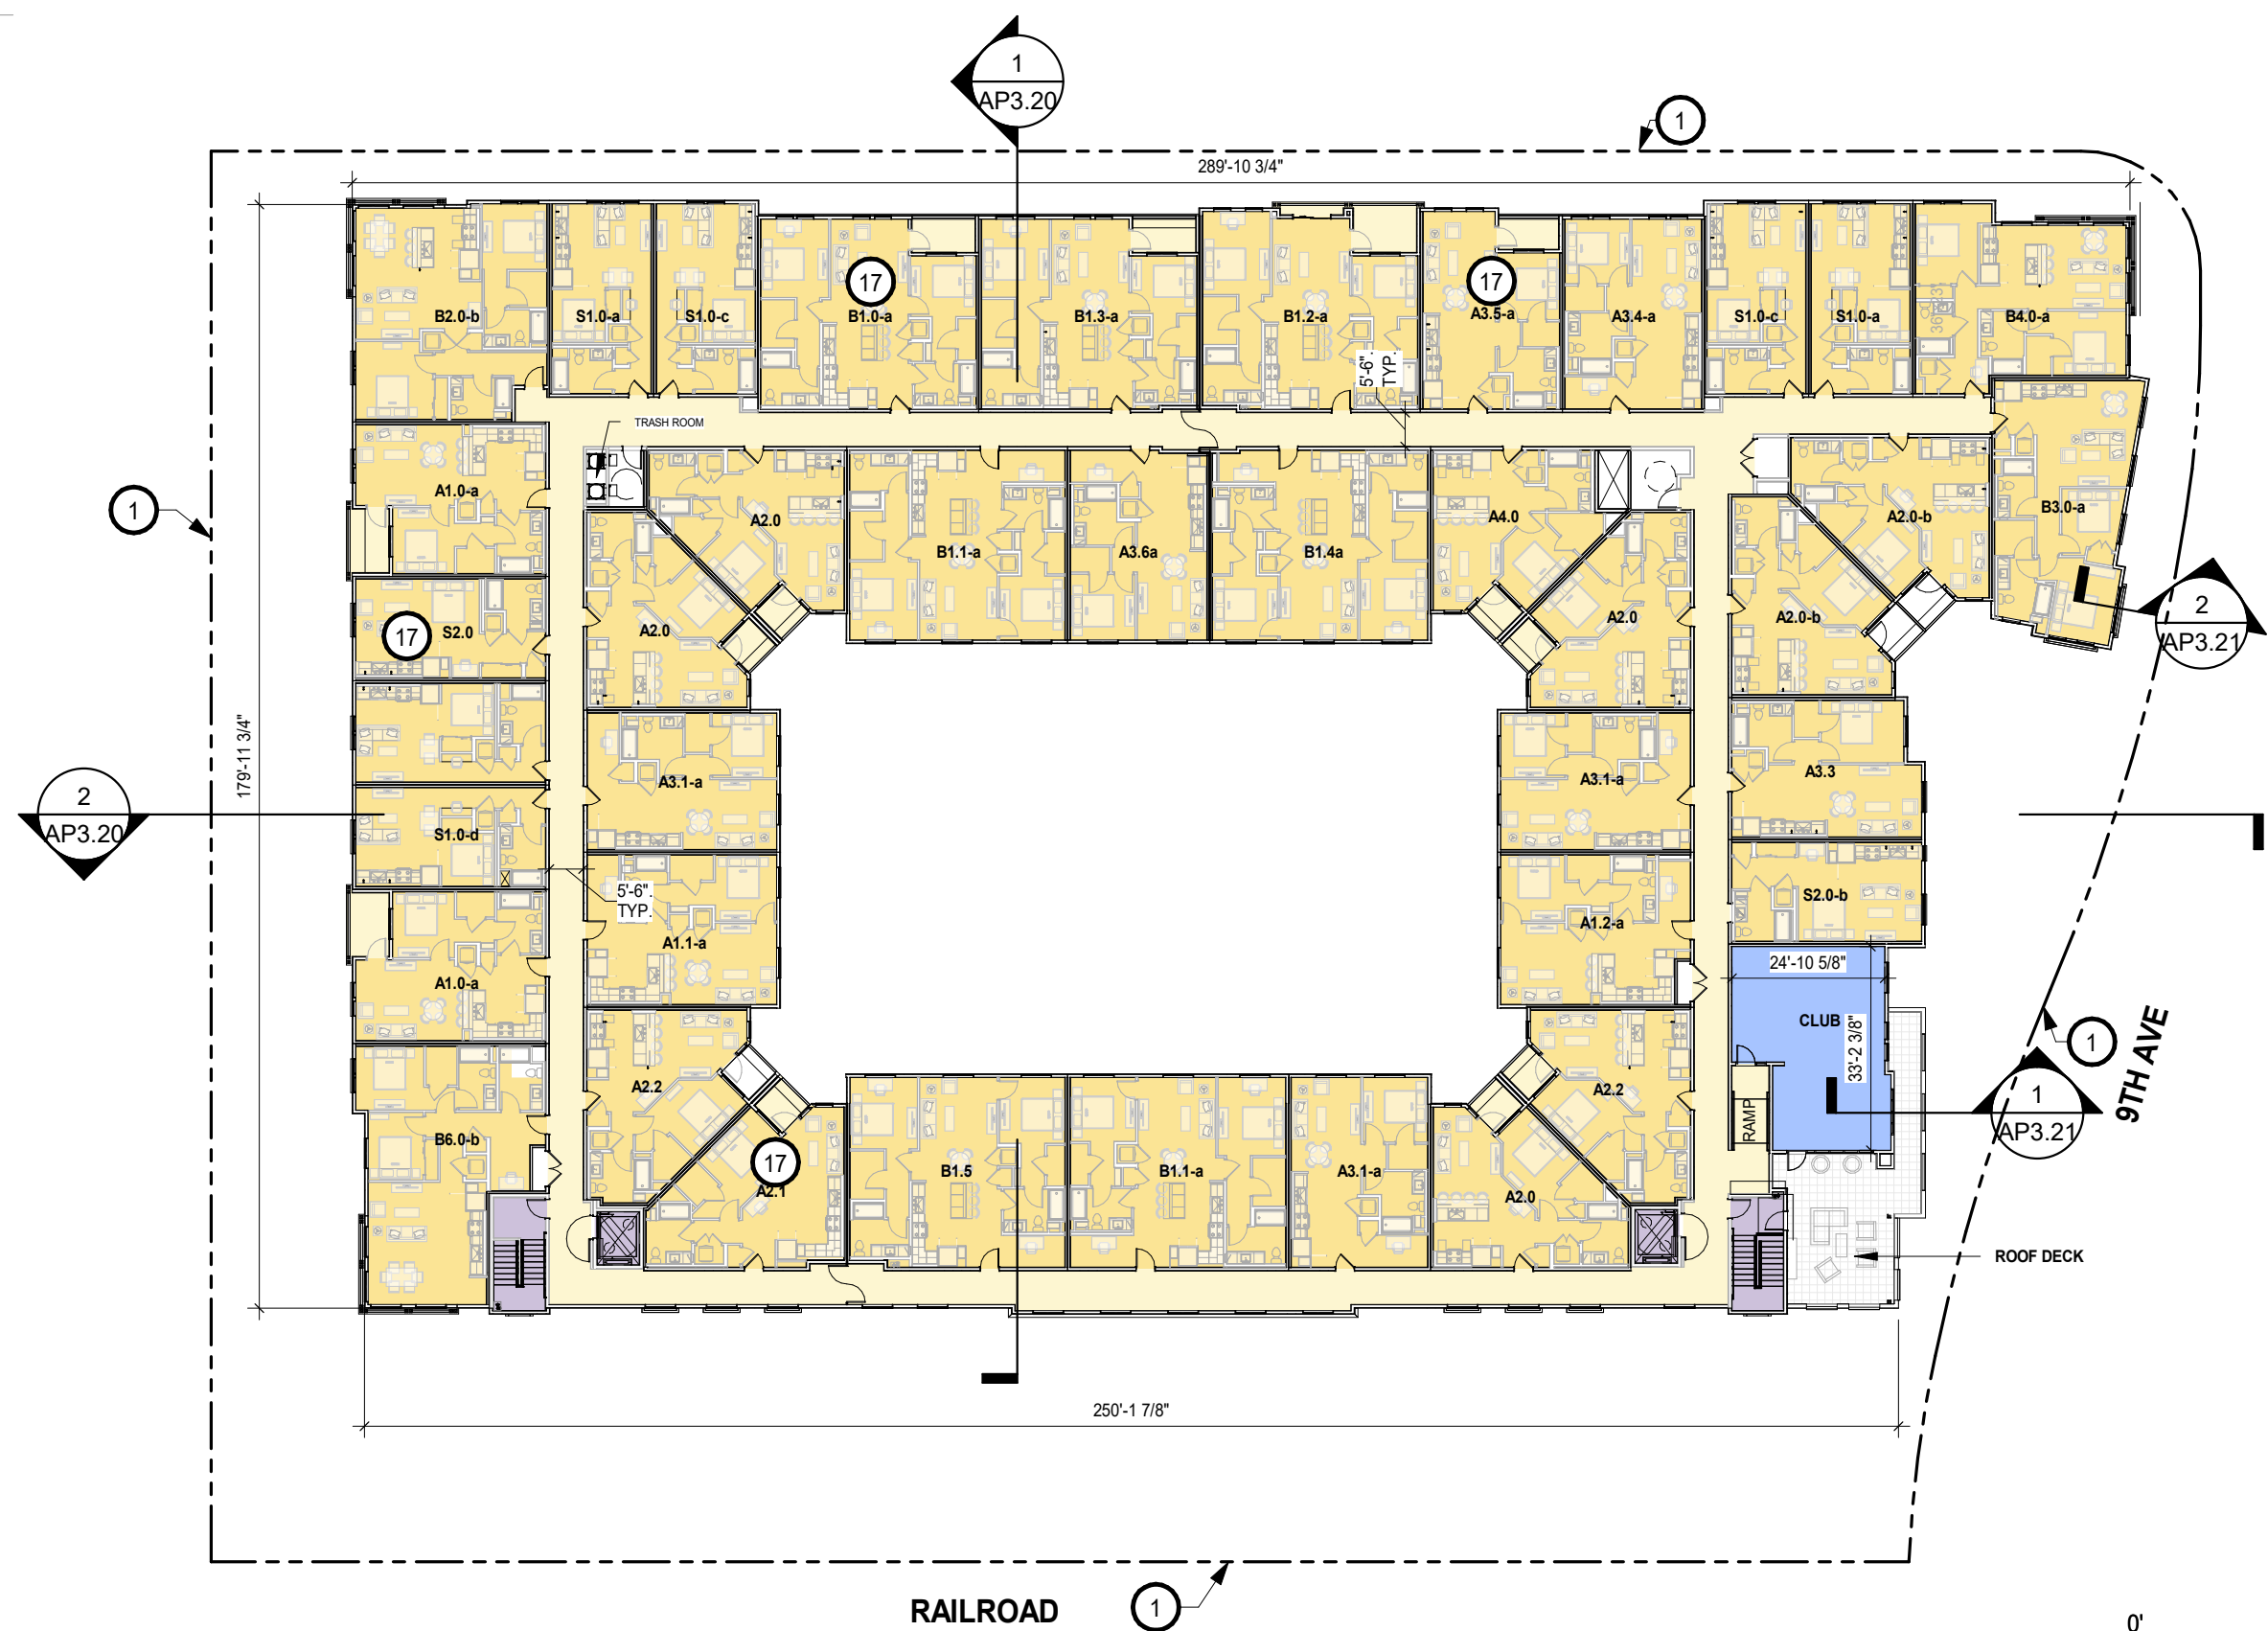 1
AP3.20
1
289'-10 3/4"
17
17
B2.0-b
S1.0-a
S1.0-c
B1.0-a
B1.3-a
B1.2-a
A3.5-a
A3.4-a
S1.0-c
S1.0-a
B4.0-a
5'-6".
TYP.
TRASH ROOM
1
A1.0-a
A2.0
B1.1-a
A3.6a
B1.4a
A4.0
A2.0-b
B3.0-a
17
S2.0
A2.0
A2.0
A2.0-b
2
AP3.21
179'-11 3/4"
A3.1-a
A3.1-a
A3.3
2
AP3.20
S1.0-d
5'-6".
TYP.
A1.1-a
A1.2-a
S2.0-b
24'-10 5/8"
A1.0-a
CLUB
33'-2 3/8"
1
9TH AVE
A2.2
A2.2
RAMP
1
AP3.21
B6.0-b
17
A2.1
B1.5
B1.1-a
A3.1-a
A2.0
ROOF DECK
250'-1 7/8"
RAILROAD
1
0'